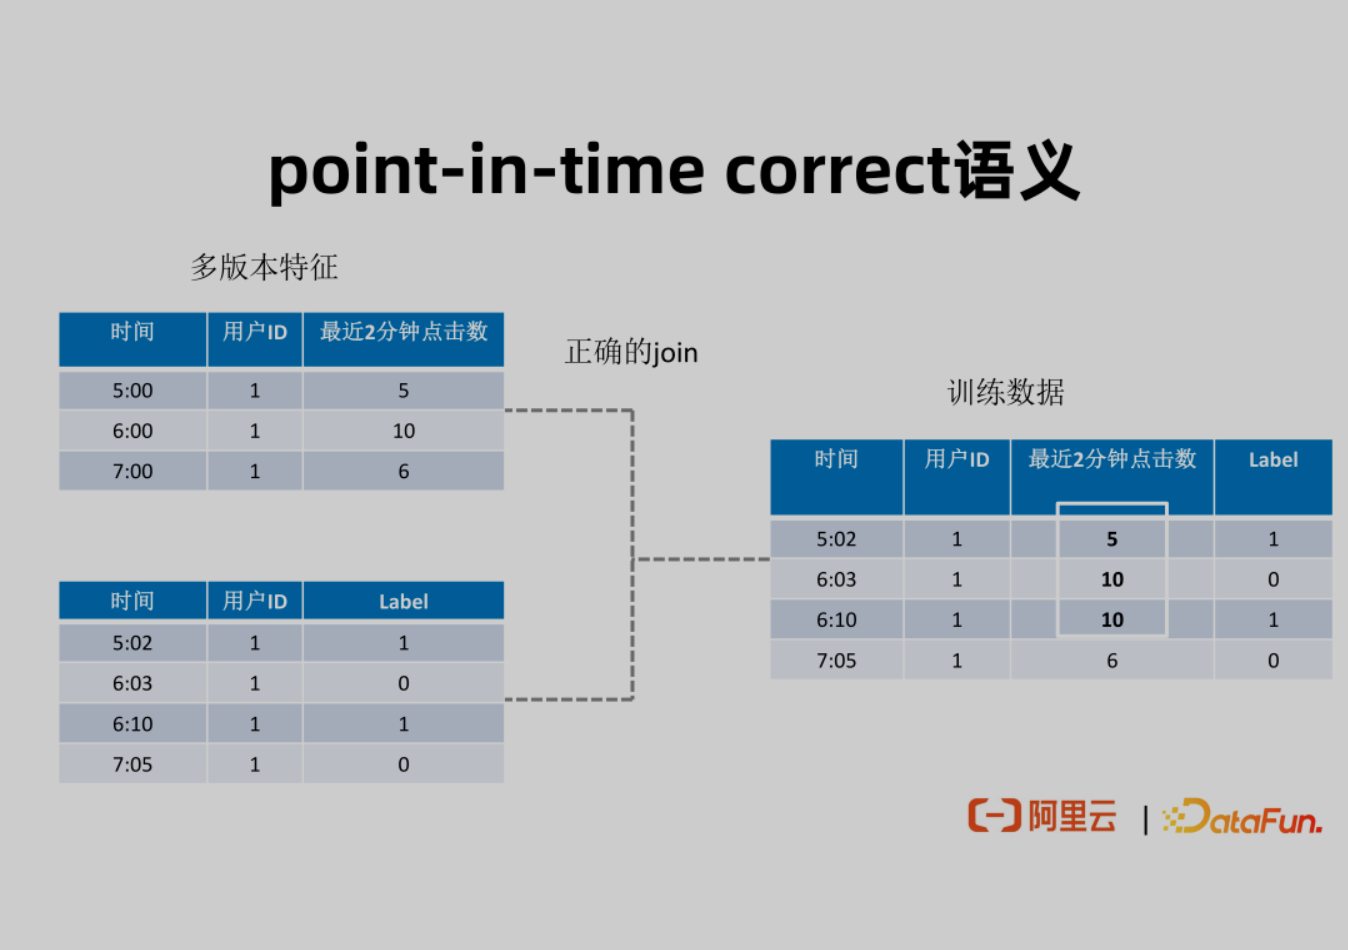 point-in-time correct语义
多版本特征
时间 用户ID 最近2分钟点击数
5:00 1 5
6:00 1 10
7:00 1 6
正确的join
时间 用户ID Label
5:02 1 1
6:03 1 0
6:10 1 1
7:05 1 0
训练数据
时间 用户ID 最近2分钟点击数 Label
5:02 1 5 1
6:03 1 10 0
6:10 1 10 1
7:05 1 6 0
阿里云 | DataFun.